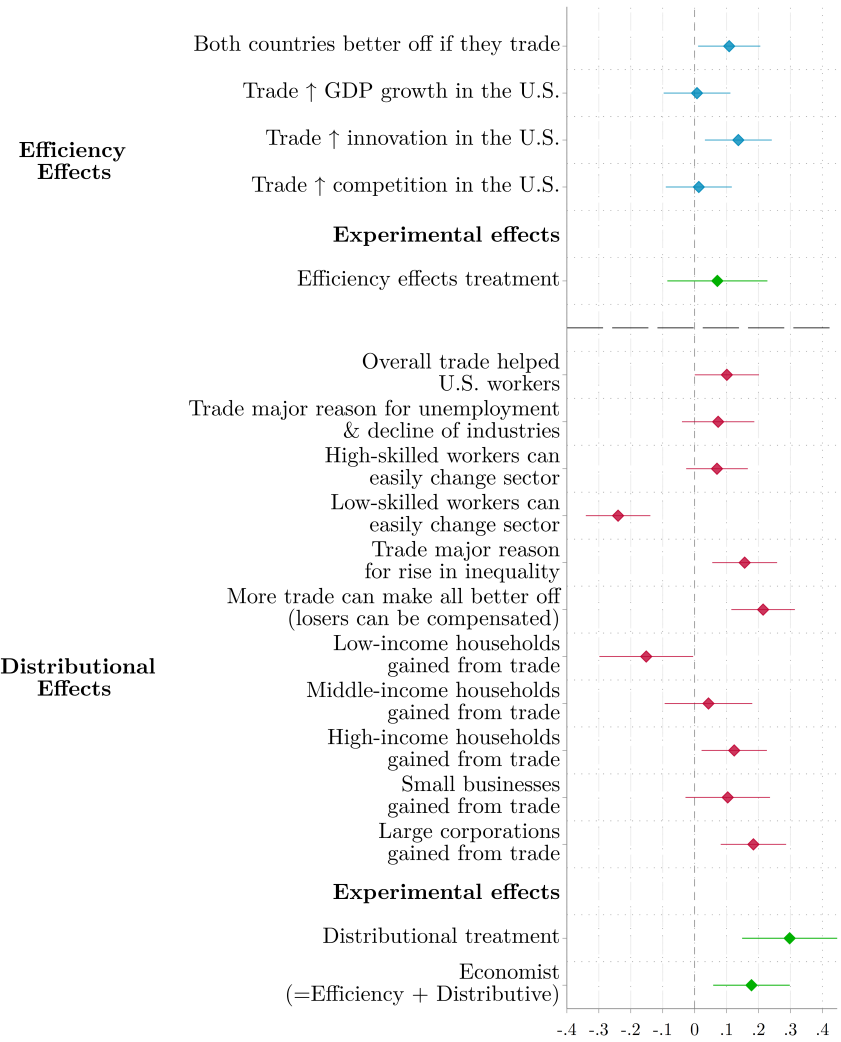 Both countries better off if they trade
Trade ↑ GDP growth in the U.S.
Trade ↑ innovation in the U.S.
Efficiency
Effects
Trade ↑ competition in the U.S.
Experimental effects
Efficiency effects treatment
Overall trade helped
U.S. workers
Trade major reason for unemployment
& decline of industries
High-skilled workers can
easily change sector
Low-skilled workers can
easily change sector
Trade major reason
for rise in inequality
More trade can make all better off
(losers can be compensated)
Low-income households
gained from trade
Distributional
Effects
Middle-income households
gained from trade
High-income households
gained from trade
Small businesses
gained from trade
Large corporations
gained from trade
Experimental effects
Distributional treatment
Economist
(=Efficiency + Distributive)
-.4 -.3 -.2 -.1 0 .1 .2 .3 .4